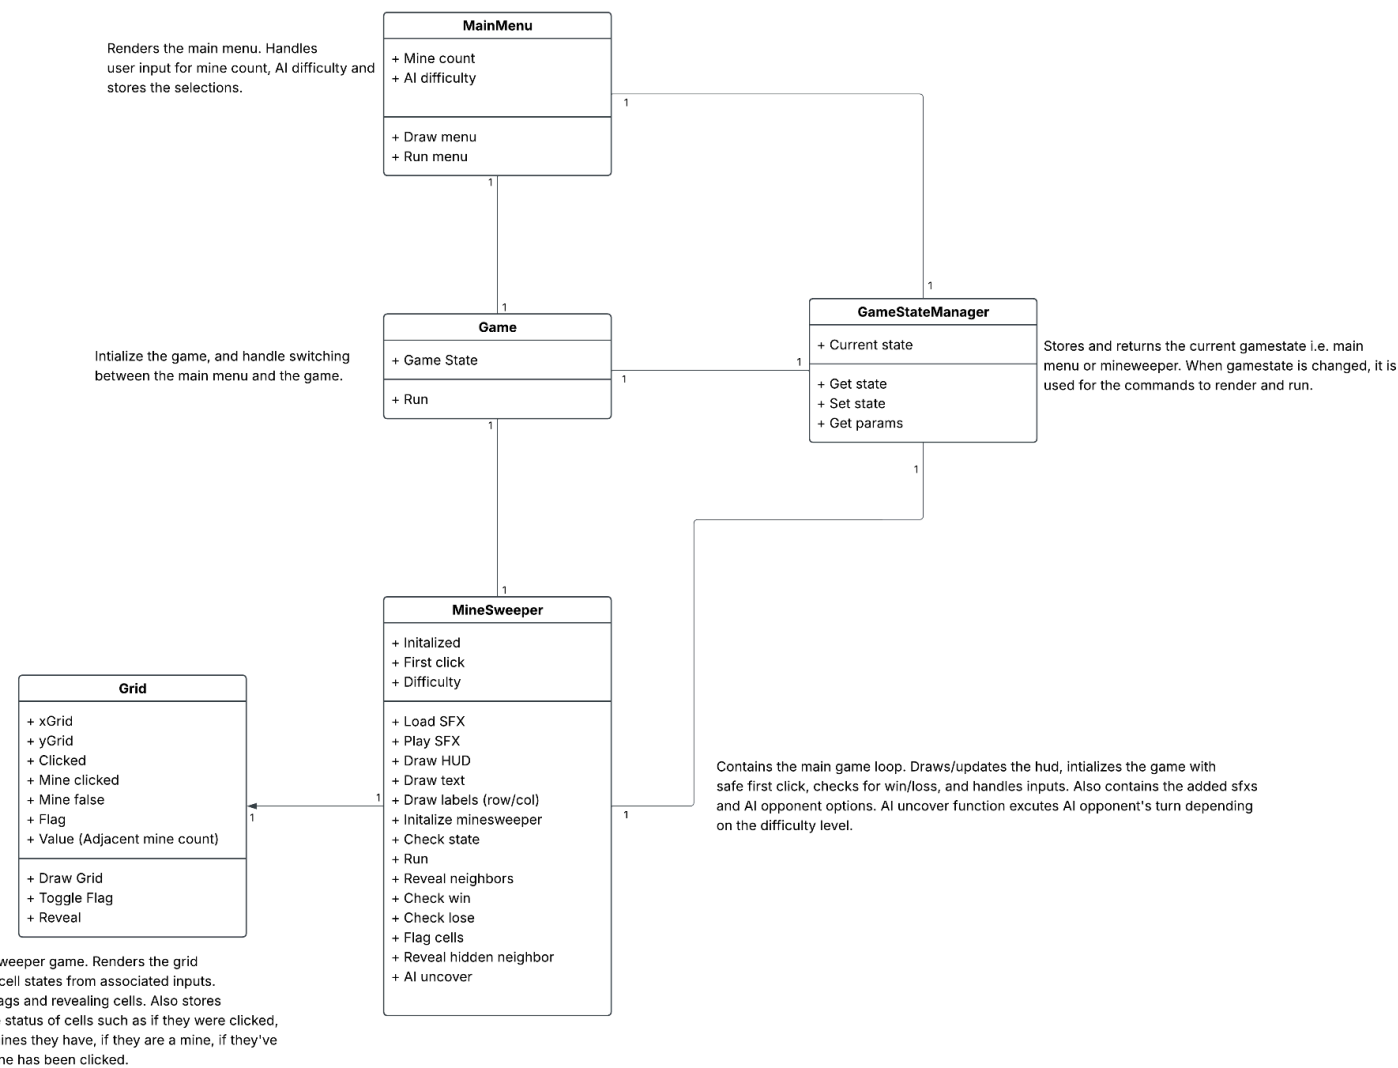 MainMenu
+ Mine count
+ AI difficulty
+ Draw menu
+ Run menu
Renders the main menu. Handles
user input for mine count, AI difficulty and
stores the selections.
1
1
1
1
Game
+ Game State
+ Run
Intialize the game, and handle switching
between the main menu and the game.
1
1
GameStateManager
+ Current state
+ Get state
+ Set state
+ Get params
Stores and returns the current gamestate i.e. main
menu or mineweeper. When gamestate is changed, it is
used for the commands to render and run.
1
1
1
1
MineSweeper
+ Initalized
+ First click
+ Difficulty
+ Load SFX
+ Play SFX
+ Draw HUD
+ Draw text
+ Draw labels (row/col)
+ Initalize minesweeper
+ Check state
+ Run
+ Reveal neighbors
+ Check win
+ Check lose
+ Flag cells
+ Reveal hidden neighbor
+ AI uncover
Contains the main game loop. Draws/updates the hud, intializes the game with
safe first click, checks for win/loss, and handles inputs. Also contains the added sfxs
and AI opponent options. AI uncover function excutes AI opponent's turn depending
on the difficulty level.
1
1
Grid
+ xGrid
+ yGrid
+ Clicked
+ Mine clicked
+ Mine false
+ Flag
+ Value (Adjacent mine count)
+ Draw Grid
+ Toggle Flag
+ Reveal
weeper game. Renders the grid
cell states from associated inputs.
ags and revealing cells. Also stores
status of cells such as if they were clicked,
ines they have, if they are a mine, if they've
ne has been clicked.